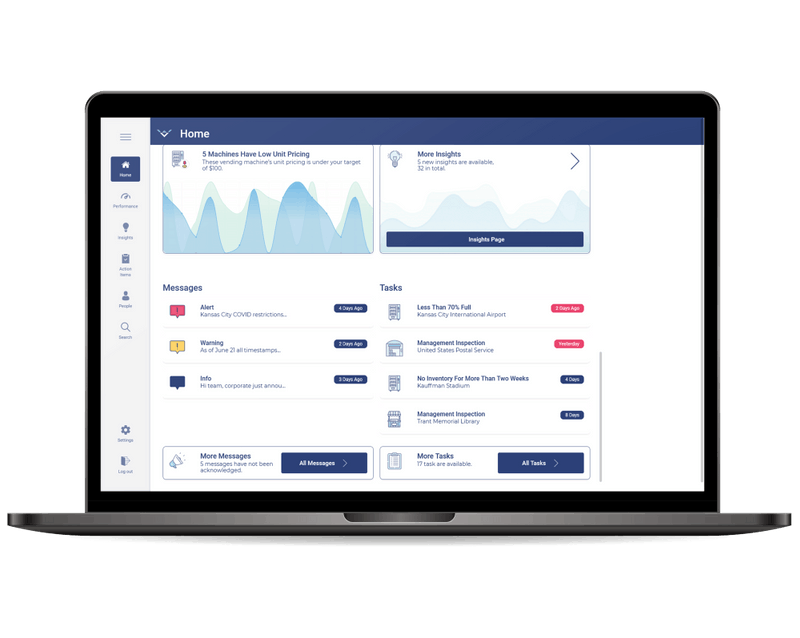 Home
5 Machines Have Low Unit Pricing
These vending machine's unit pricing is under your target
of $100.
More Insights
5 new insights are available,
32 in total.
Insights Page
Home
Performance
Insights
Action
Items
People
Search
Settings
Log out
Messages
Alert
Kansas City COVID restrictions...
4 Days Ago
Warning
As of June 21 all timestamps...
2 Days Ago
Info
Hi team, corporate just annou...
3 Days Ago
More Messages
5 messages have not been
acknowledged.
All Messages
Tasks
Less Than 70% Full
Kansas City International Airport
2 Days Ago
Management Inspection
United States Postal Service
Yesterday
No Inventory For More Than Two Weeks
Kauffman Stadium
4 Days
Management Inspection
Trant Memorial Library
8 Days
More Tasks
17 task are available.
All Tasks